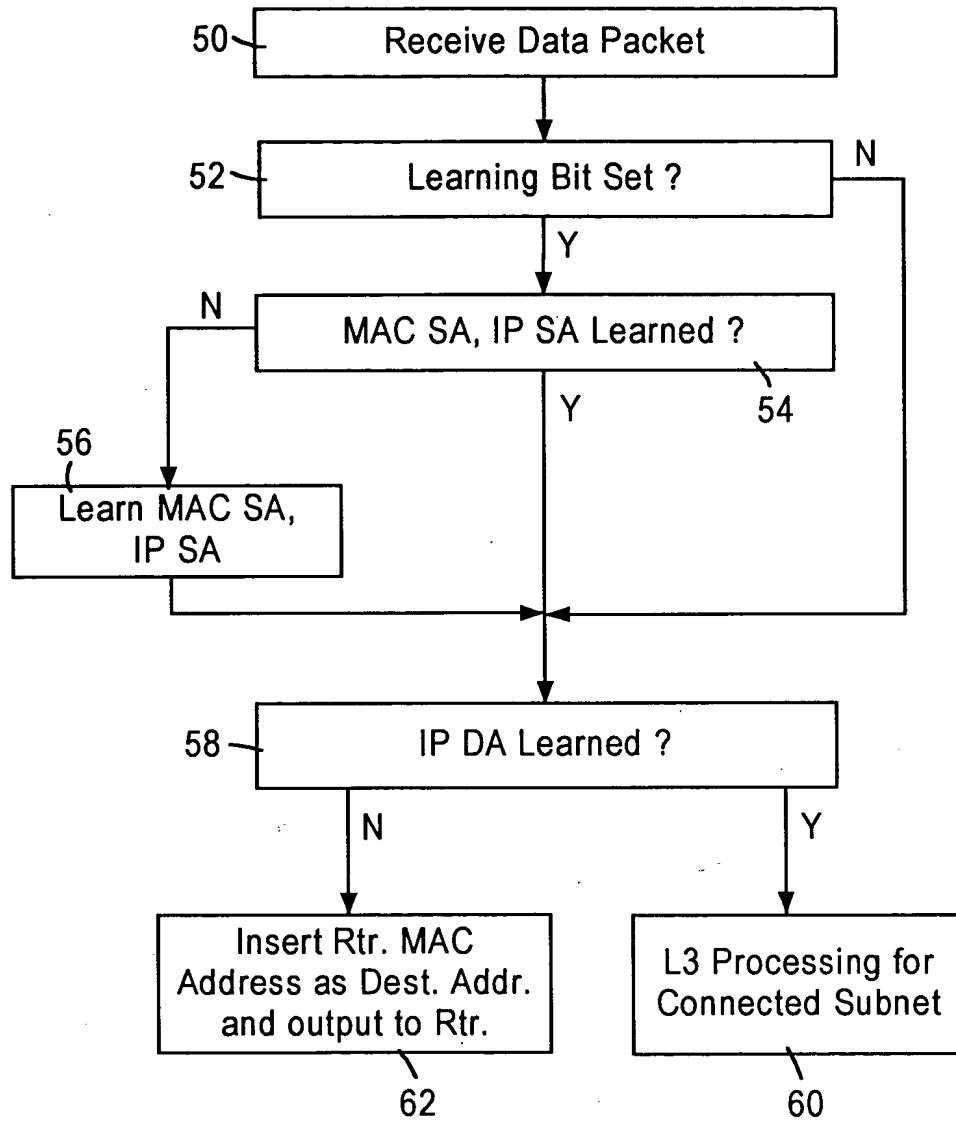 50
Receive Data Packet
52
Learning Bit Set ?
N
Y
N
MAC SA, IP SA Learned ?
54
Y
56
Learn MAC SA,
IP SA
58
IP DA Learned ?
N
Y
Insert Rtr. MAC
Address as Dest. Addr.
and output to Rtr.
62
L3 Processing for
Connected Subnet
60